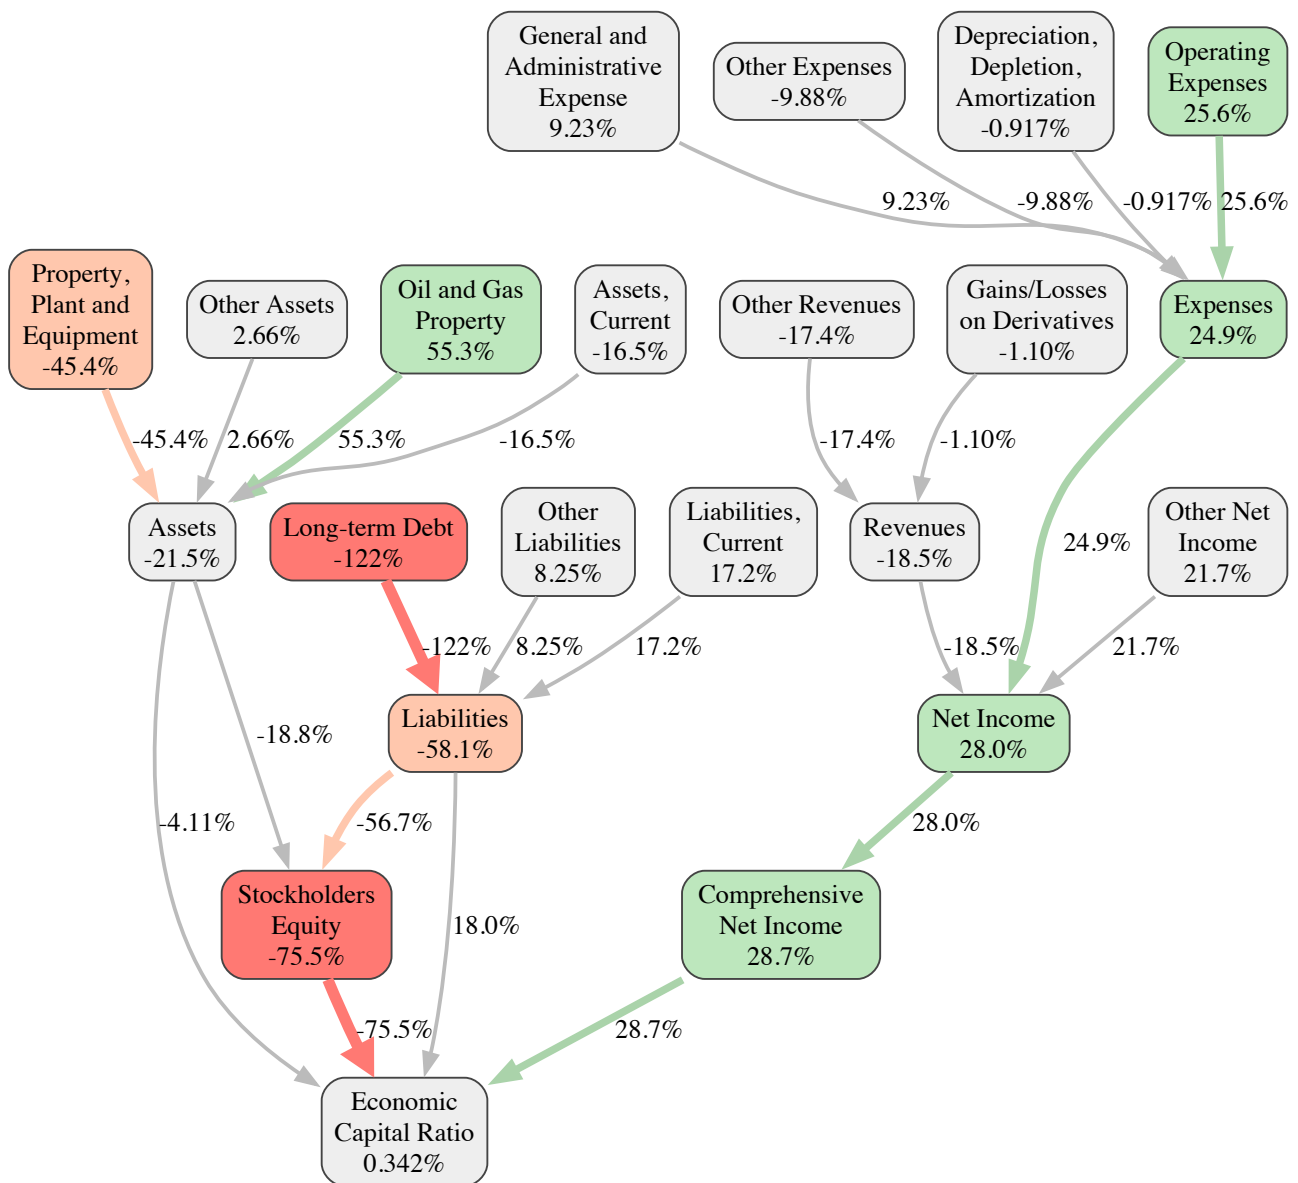 General and
Administrative
Expense
9.23%
Other Expenses
-9.88%
Depreciation,
Depletion,
Amortization
-0.917%
Operating
Expenses
25.6%
9.23%
-9.88%
-0.917%
25.6%
Property,
Plant and
Equipment
-45.4%
Other Assets
2.66%
Oil and Gas
Property
55.3%
Assets,
Current
-16.5%
Other Revenues
-17.4%
Gains/Losses
on Derivatives
-1.10%
Expenses
24.9%
-45.4%
2.66%
55.3%
-16.5%
-17.4%
-1.10%
Assets
-21.5%
Long-term Debt
-122%
Other
Liabilities
8.25%
Liabilities,
Current
17.2%
Revenues
-18.5%
24.9%
Other Net
Income
21.7%
-122%
8.25%
17.2%
-18.5%
21.7%
-18.8%
Liabilities
-58.1%
Net Income
28.0%
-4.11%
-56.7%
28.0%
Stockholders
Equity
-75.5%
18.0%
Comprehensive
Net Income
28.7%
-75.5%
28.7%
Economic
Capital Ratio
0.342%